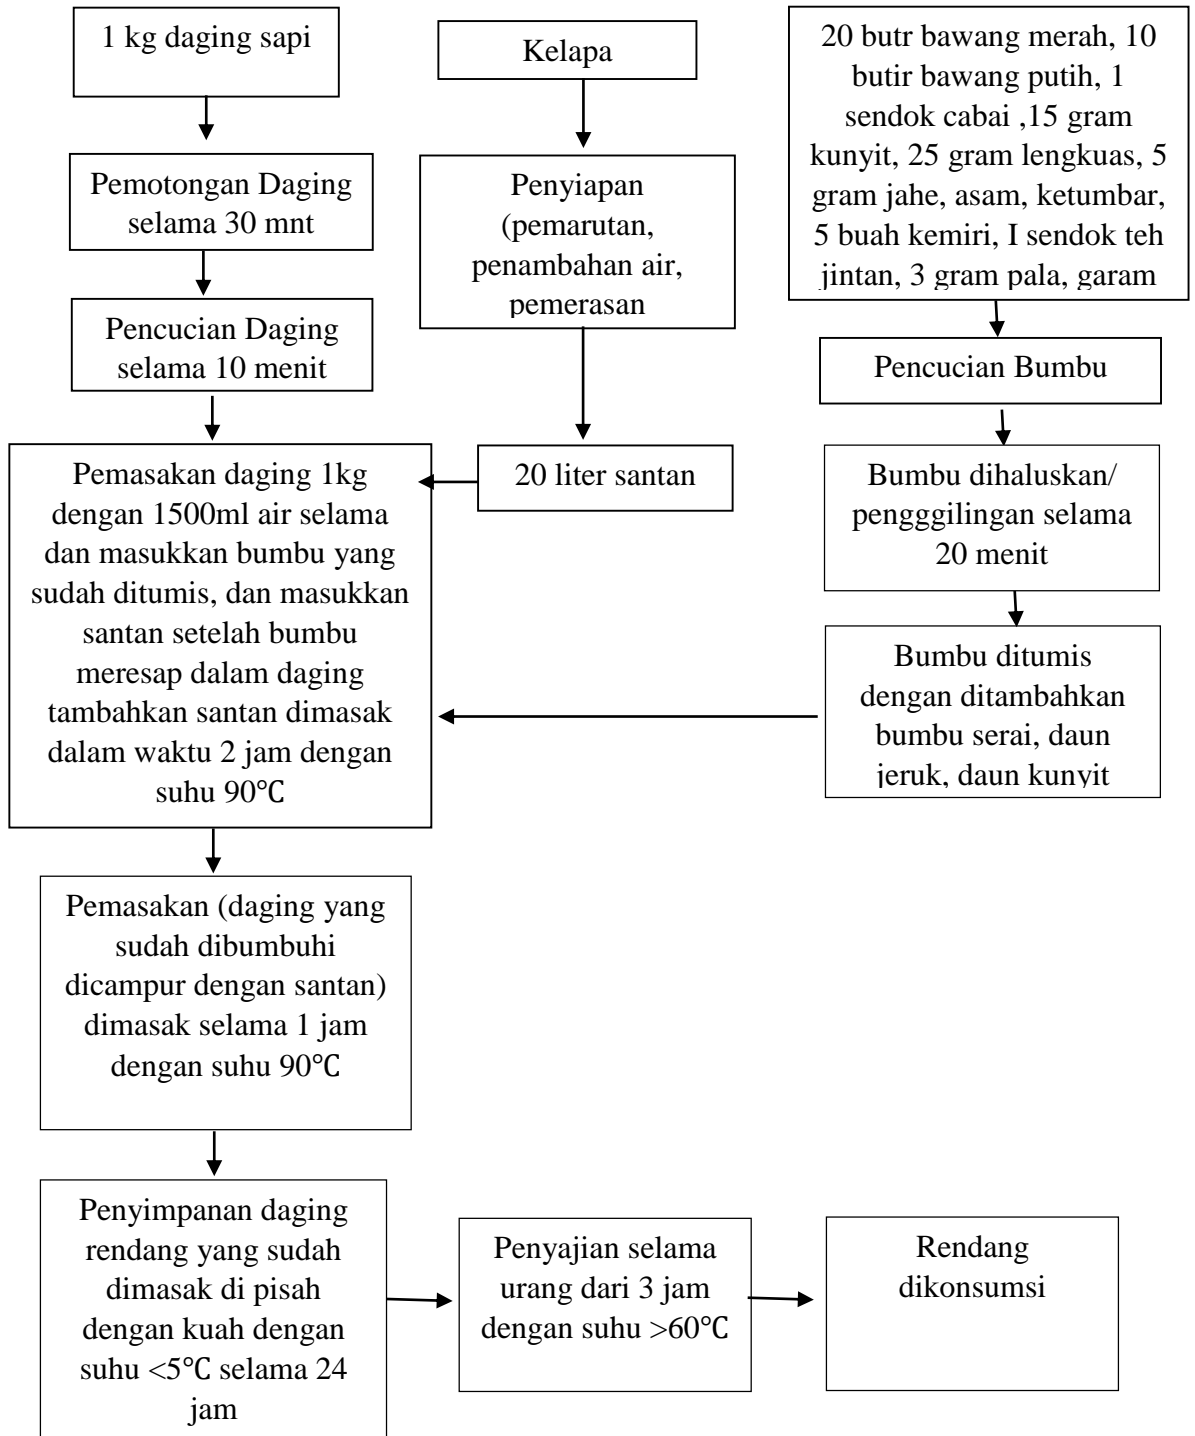 1 kg daging sapi
Pemotongan Daging
selama 30 mnt
Pencucian Daging
selama 10 menit
Kelapa
Penyiapan
(pemarutan,
penambahan air,
pemerasan
20 liter santan
20 butr bawang merah, 10
butir bawang putih, 1
sendok cabai ,15 gram
kunyit, 25 gram lengkuas, 5
gram jahe, asam, ketumbar,
5 buah kemiri, I sendok teh
jintan, 3 gram pala, garam
Pencucian Bumbu
Bumbu dihaluskan/
pengggilingan selama
20 menit
Bumbu ditumis
dengan ditambahkan
bumbu serai, daun
jeruk, daun kunyit
Pemasakan daging 1kg
dengan 1500ml air selama
dan masukkan bumbu yang
sudah ditumis, dan masukkan
santan setelah bumbu
meresap dalam daging
tambahkan santan dimasak
dalam waktu 2 jam dengan
suhu 90℃
Pemasakan (daging yang
sudah dibumbuhi
dicampur dengan santan)
dimasak selama 1 jam
dengan suhu 90℃
Penyimpanan daging
rendang yang sudah
dimasak di pisah
dengan kuah dengan
suhu <5℃ selama 24
jam
Penyajian selama
urang dari 3 jam
dengan suhu >60℃
Rendang
dikonsumsi